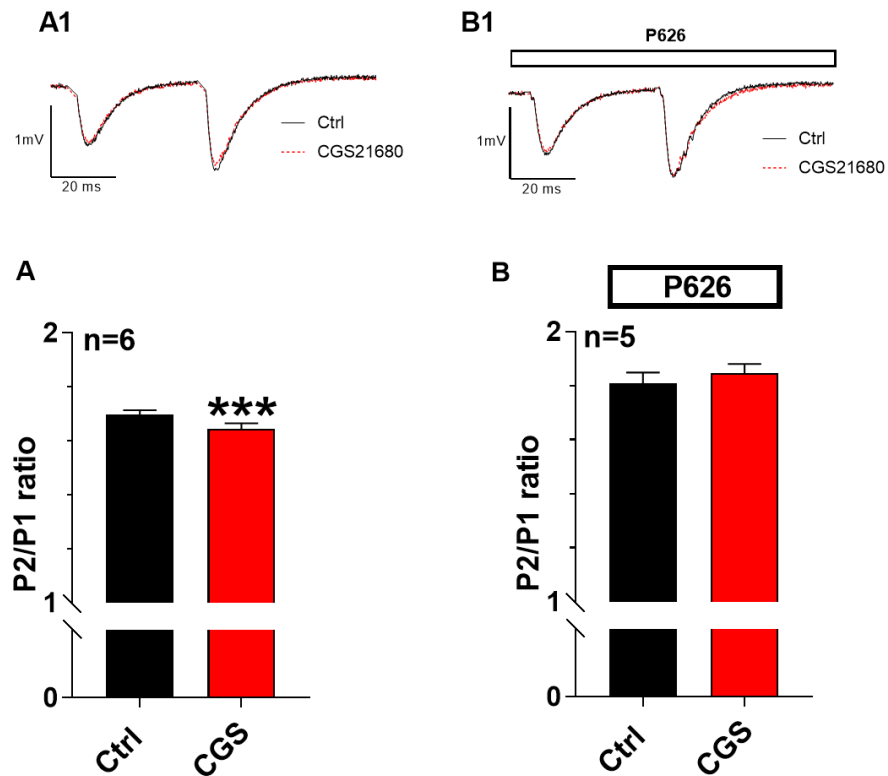 A1
B1
P626
1mV
20 ms
Ctrl
CGS21680
1mV
20 ms
Ctrl
CGS21680
A
B
P626
2
n=6
***
P2/P1 ratio
1
0
Ctrl
CGS
2
n=5
P2/P1 ratio
1
0
Ctrl
CGS